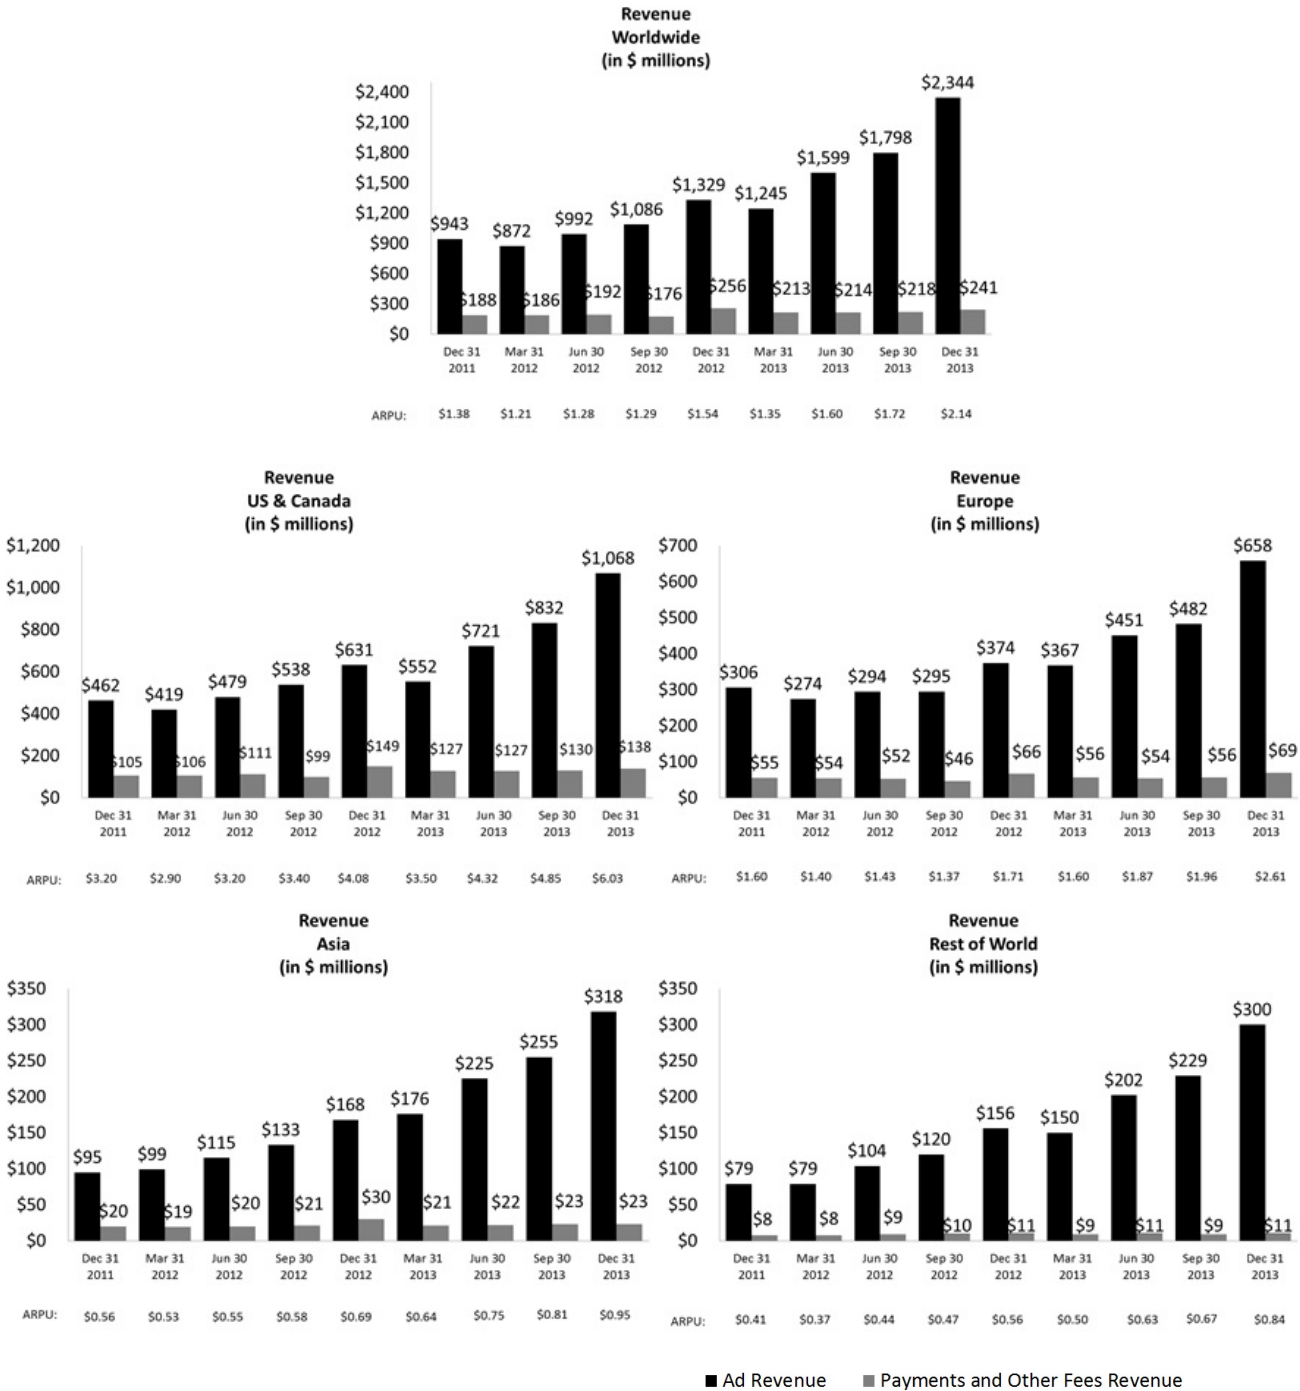 Revenue
Worldwide
(in $ millions)
$2,400
$2,100
$1,800
$1,500
$1,200
$900
$600
$300
$0
$943 $872 $992 $1,086 $1,329 $1,245 $1,599 $1,798 $2,344
$188 $186 $192 $176 $256 $213 $214 $218 $241
Dec 31 Mar 31 Jun 30 Sep 30 Dec 31 Mar 31 Jun 30 Sep 30 Dec 31
2011 2012 2012 2012 2012 2013 2013 2013 2013
ARPU: $1.38 $1.21 $1.28 $1.29 $1.54 $1.35 $1.60 $1.72 $2.14
Revenue
US & Canada
(in $ millions)
$1,200
$1,000
$800
$600
$400
$200
$0
$462 $419 $479 $538 $631 $552 $721 $832 $1,068
$105 $106 $111 $99 $149 $127 $127 $130 $138
Dec 31 Mar 31 Jun 30 Sep 30 Dec 31 Mar 31 Jun 30 Sep 30 Dec 31
2011 2012 2012 2012 2012 2013 2013 2013 2013
ARPU: $3.20 $2.90 $3.20 $3.40 $4.08 $3.50 $4.32 $4.85 $6.03
Revenue
Europe
(in $ millions)
$700
$600
$500
$400
$300
$200
$100
$0
$306 $274 $294 $295 $374 $367 $451 $482 $658
$55 $54 $52 $46 $66 $56 $54 $56 $69
Dec 31 Mar 31 Jun 30 Sep 30 Dec 31 Mar 31 Jun 30 Sep 30 Dec 31
2011 2012 2012 2012 2012 2013 2013 2013 2013
ARPU: $1.60 $1.40 $1.43 $1.37 $1.71 $1.60 $1.87 $1.96 $2.61
Revenue
Asia
(in $ millions)
$350
$300
$250
$200
$150
$100
$50
$0
$95 $99 $115 $133 $168 $176 $225 $255 $318
$20 $19 $20 $21 $30 $21 $22 $23 $23
Dec 31 Mar 31 Jun 30 Sep 30 Dec 31 Mar 31 Jun 30 Sep 30 Dec 31
2011 2012 2012 2012 2012 2013 2013 2013 2013
ARPU: $0.56 $0.53 $0.55 $0.58 $0.69 $0.64 $0.75 $0.81 $0.95
Revenue
Rest of World
(in $ millions)
$350
$300
$250
$200
$150
$100
$50
$0
$79 $79 $104 $120 $156 $150 $202 $229 $300
$8 $8 $9 $10 $11 $9 $11 $9 $11
Dec 31 Mar 31 Jun 30 Sep 30 Dec 31 Mar 31 Jun 30 Sep 30 Dec 31
2011 2012 2012 2012 2012 2013 2013 2013 2013
ARPU: $0.41 $0.37 $0.44 $0.47 $0.56 $0.50 $0.63 $0.67 $0.84
Ad Revenue Payments and Other Fees Revenue